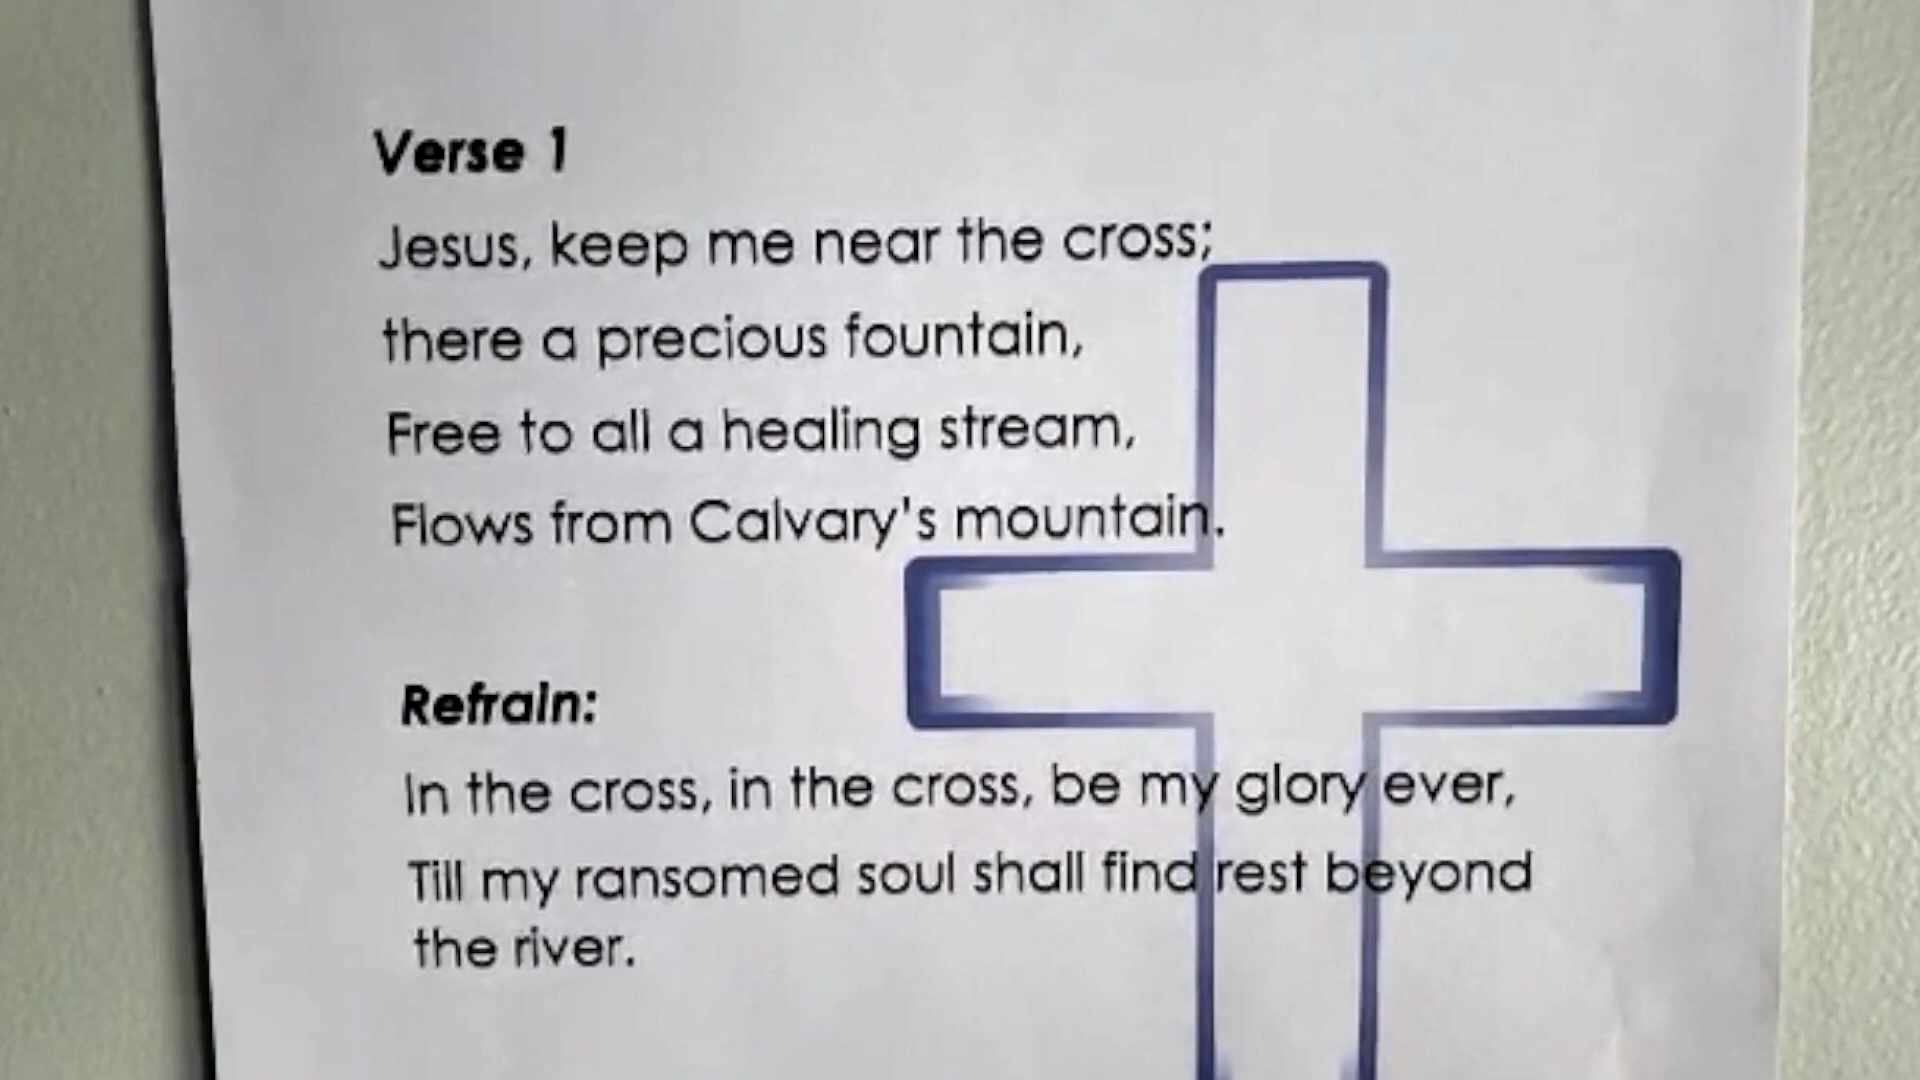 Verse 1
Jesus, keep me near the cross;
there a precious fountain,
Free to all a healing stream,
Flows from Calvary's mountain.
Refrain:
In the cross, in the cross, be my glory ever,
Till my ransomed soul shall find rest beyond
the river.